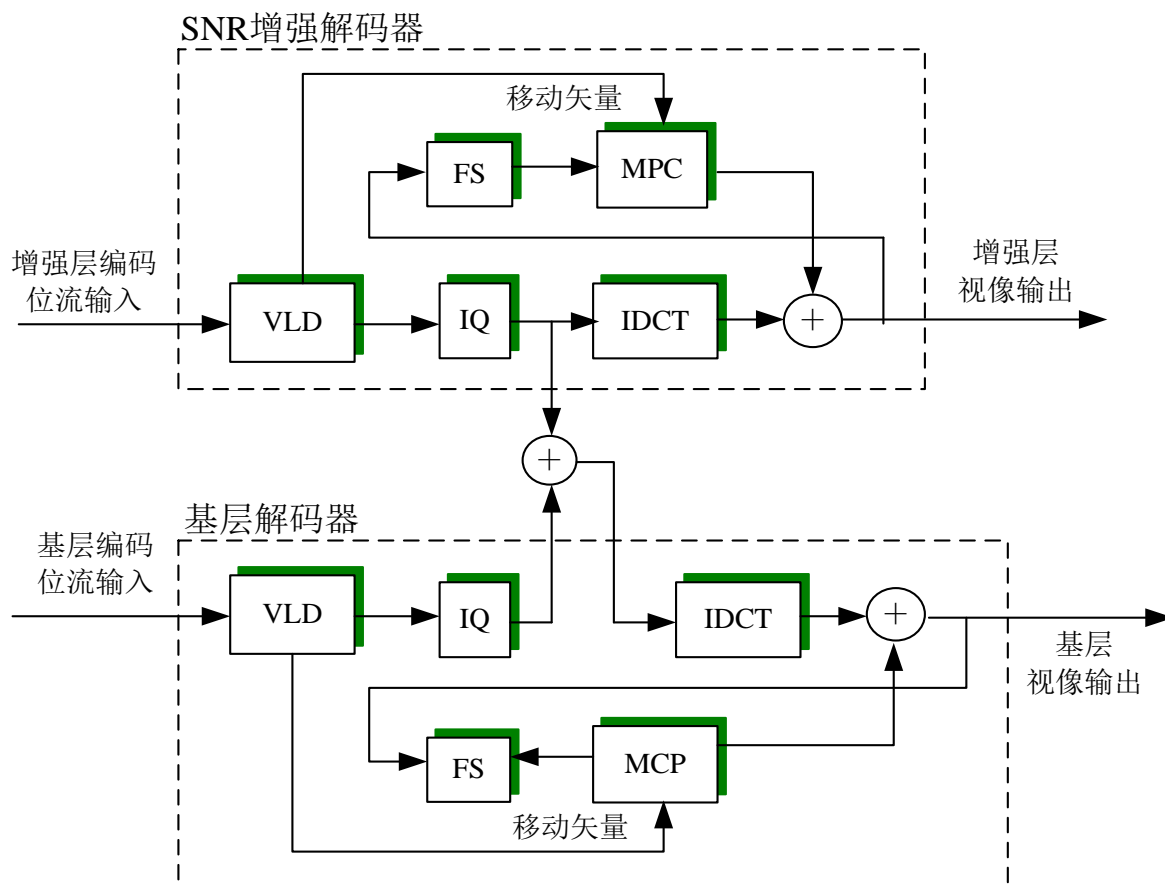 SNR增强解码器
移动矢量
FS
MPC
增强层编码
位流输入
VLD
IQ
IDCT
+
增强层
视像输出
+
基层解码器
基层编码
位流输入
VLD
IQ
IDCT
+
基层
视像输出
FS
MCP
移动矢量